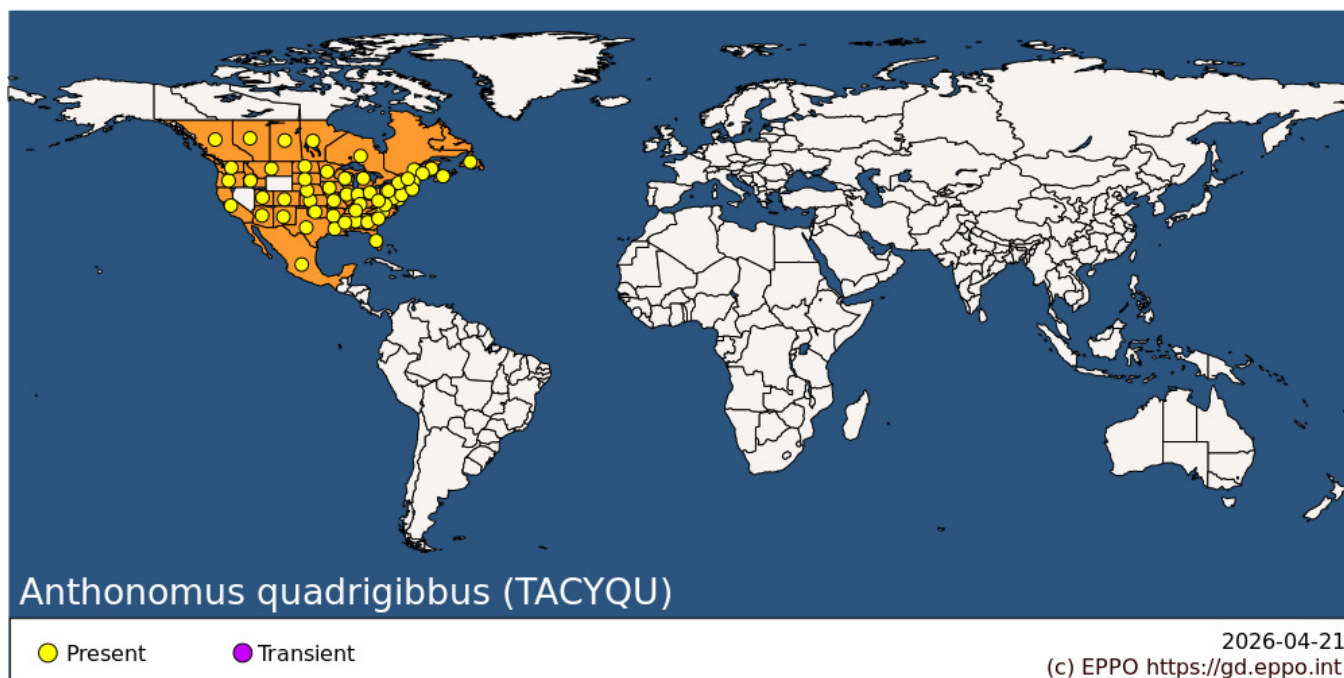 Anthonomus quadrigibbus (TACYQU)
Present
Transient
2026-04-21
(c) EPPO https://gd.eppo.int